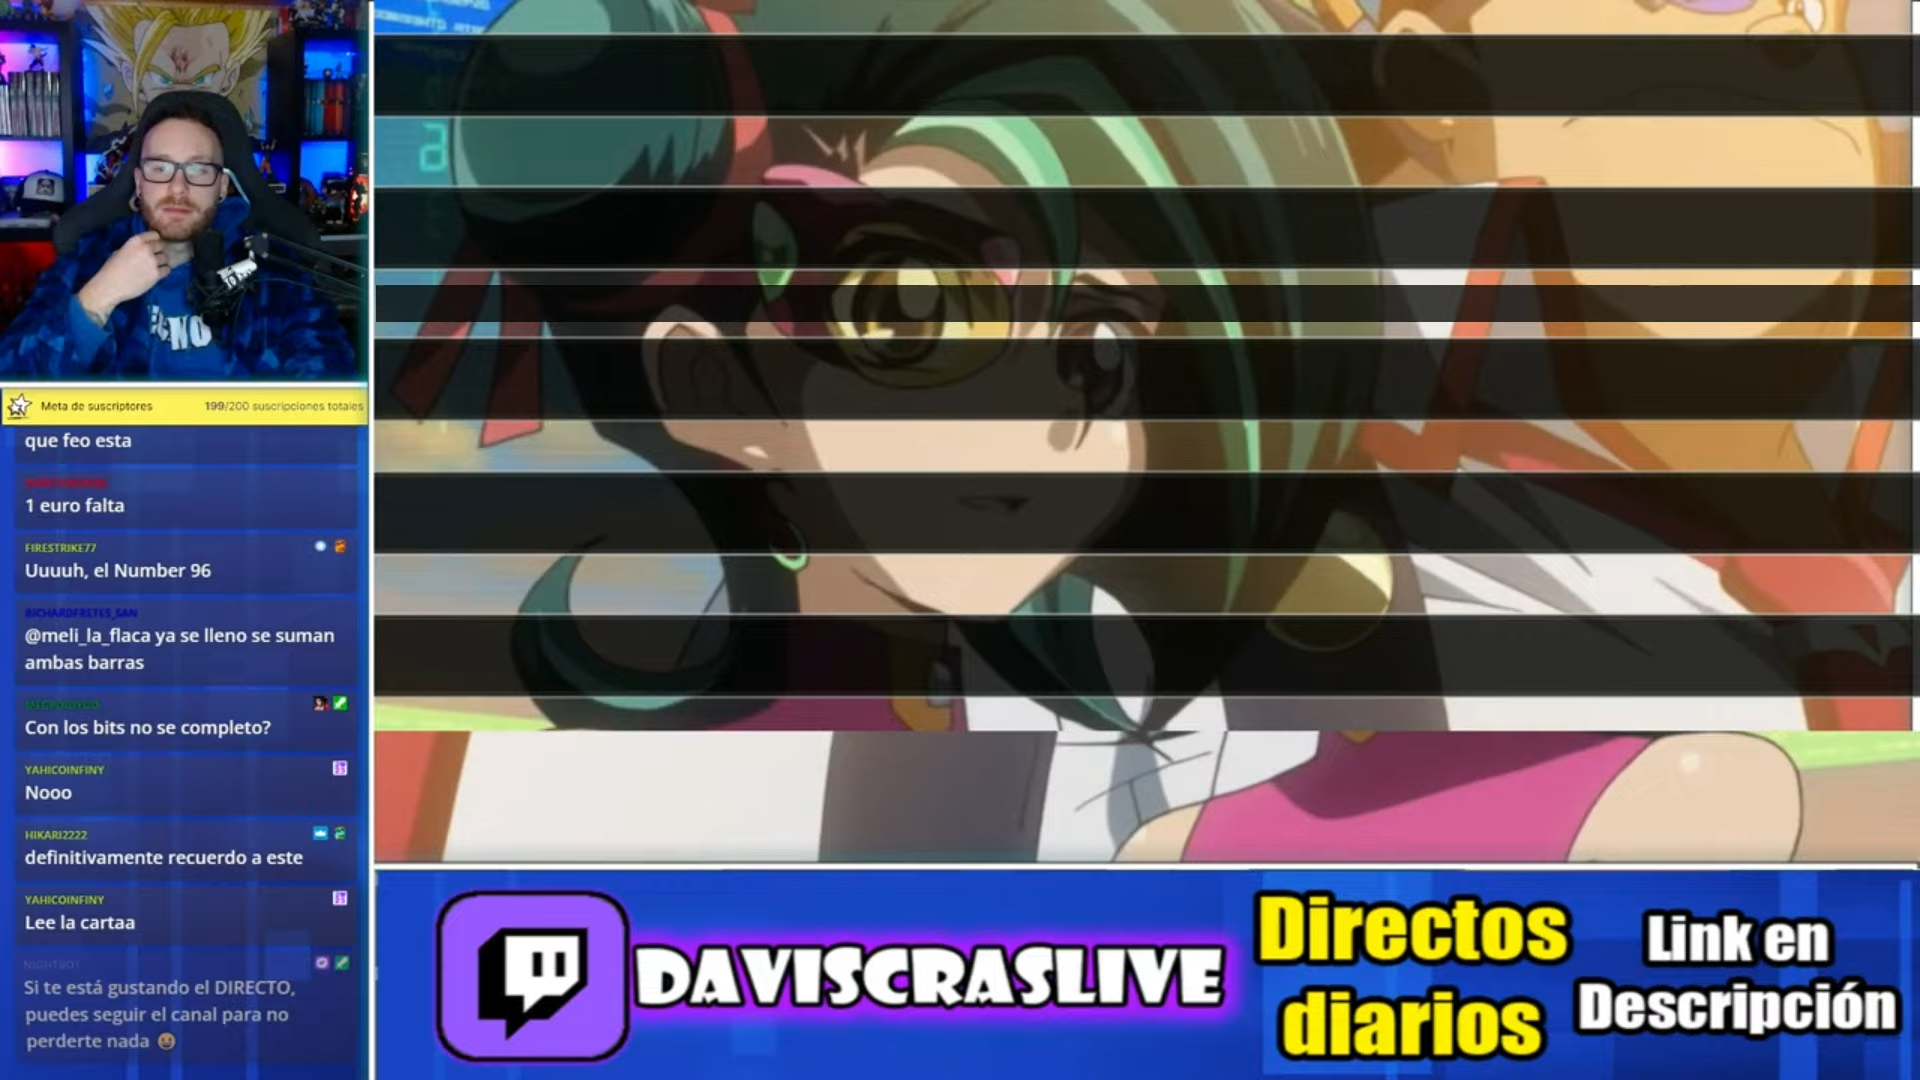 Meta de suscriptores 199/200 suscripciones totales
que feo esta
1 euro falta
FIRESTRIKE77
Uuuuh, el Number 96
RICHARDFRETES_SAN
@meli_la_flaca ya se lleno se suman
ambas barras
Con los bits no se completo?
YAHICOINFINY
Nooo
HIKARI2222
definitivamente recuerdo a este
YAHICOINFINY
Lee la cartaa
NIGHTBOT
Si te está gustando el DIRECTO,
puedes seguir el canal para no
perderte nada
DAVISCRASLIVE
Directos
diarios
Link en
Descripción